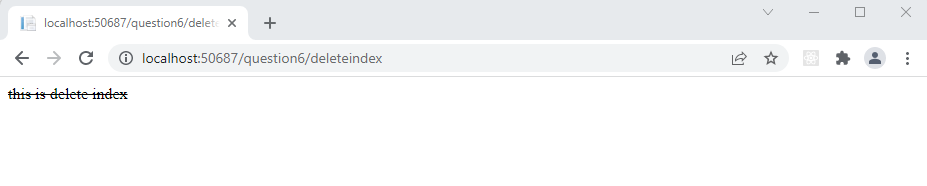 localhost:50687/question6/delete
localhost:50687/question6/deleteindex
this is delete index